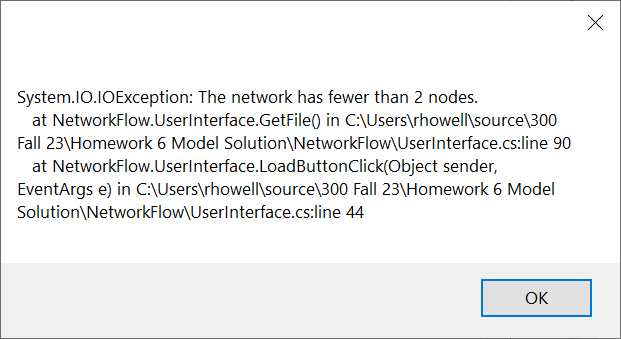 System.IO.IOException: The network has fewer than 2 nodes.
at NetworkFlow.UserInterface.GetFile() in C:\Users\rhowell\source\300
Fall 23\Homework 6 Model Solution\NetworkFlow\UserInterface.cs:line 90
at NetworkFlow.UserInterface.LoadButtonClick(Object sender,
EventArgs e) in C:\Users\rhowell\source\300 Fall 23\Homework 6 Model
Solution\NetworkFlow\UserInterface.cs:line 44
OK